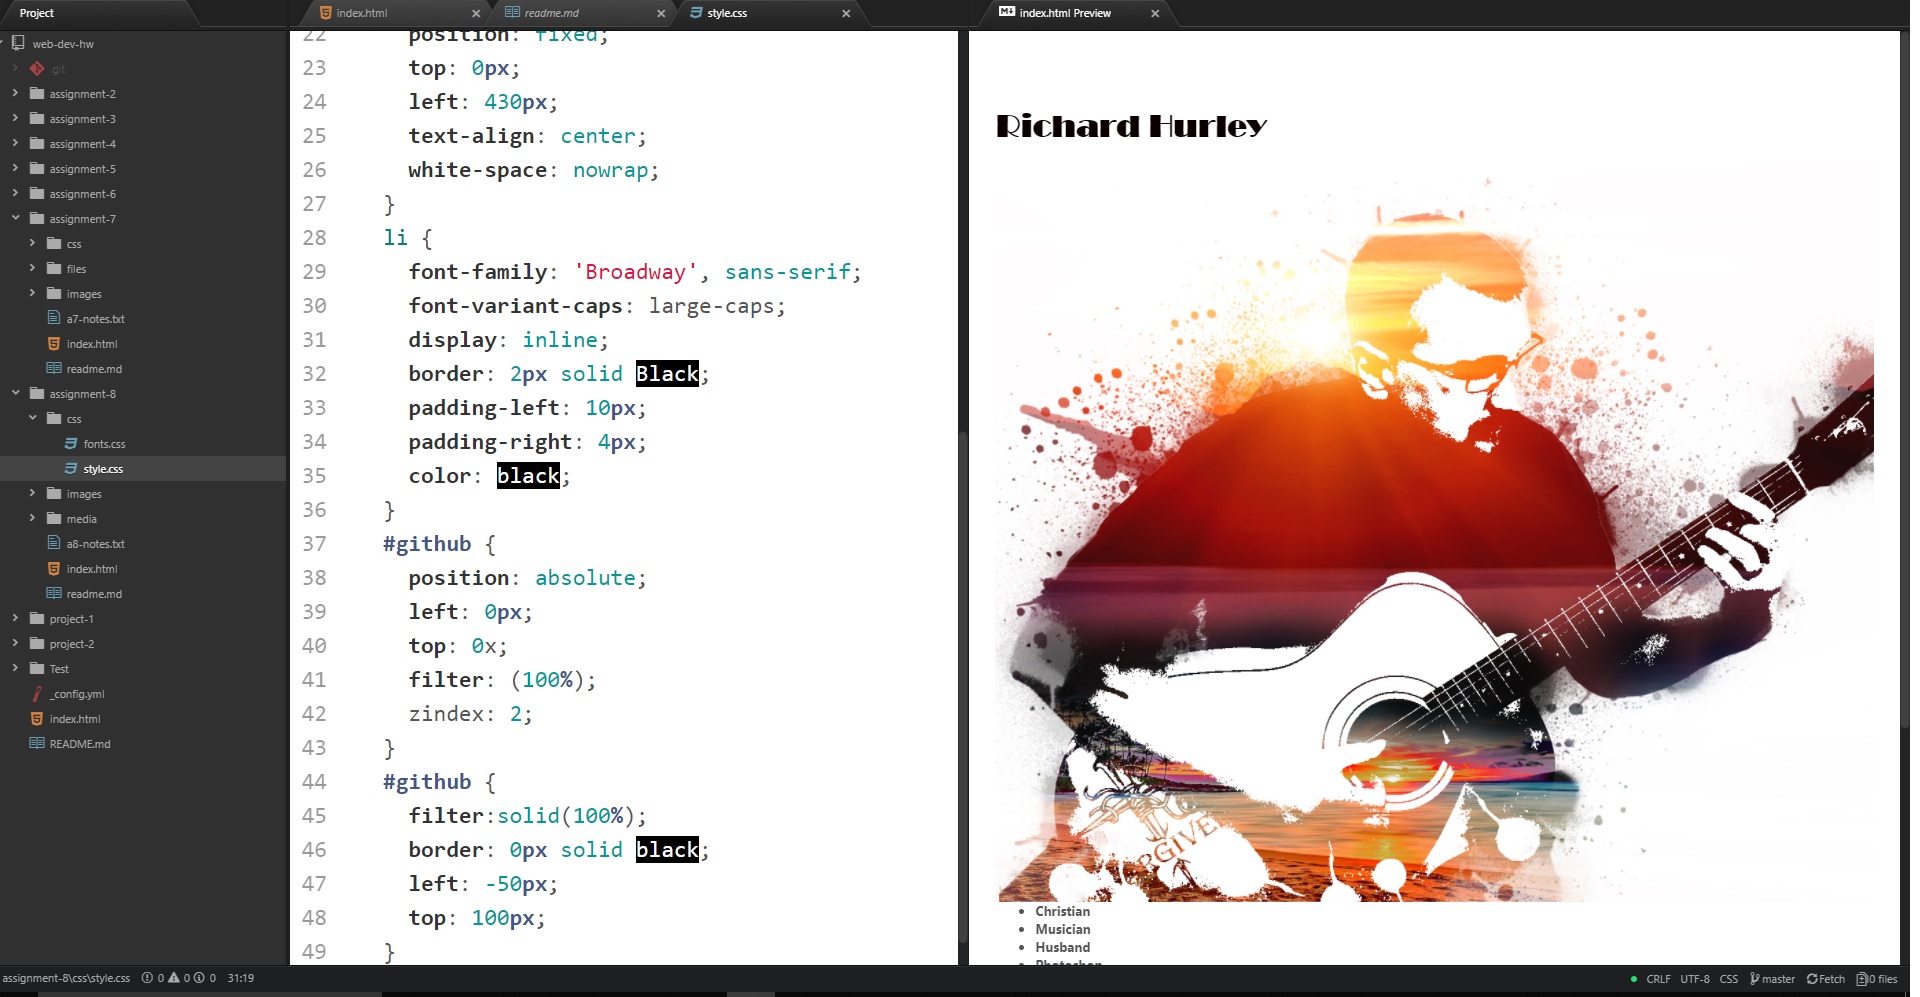 Project
index.html
readme.md
style.css
index.html Preview
web-dev-hw
.git
assignment-2
assignment-3
assignment-4
assignment-5
assignment-6
assignment-7
css
files
images
a7-notes.txt
index.html
readme.md
assignment-8
css
fonts.css
style.css
images
media
a8-notes.txt
index.html
readme.md
project-1
project-2
Test
_config.yml
index.html
README.md
22 position: fixed;
23 top: 0px;
24 left: 430px;
25 text-align: center;
26 white-space: nowrap;
27 }
28 li {
29 font-family: 'Broadway', sans-serif;
30 font-variant-caps: large-caps;
31 display: inline;
32 border: 2px solid Black;
33 padding-left: 10px;
34 padding-right: 4px;
35 color: black;
36 }
37 #github {
38 position: absolute;
39 left: 0px;
40 top: 0x;
41 filter: (100%);
42 zindex: 2;
43 }
44 #github {
45 filter:solid(100%);
46 border: 0px solid black;
47 left: -50px;
48 top: 100px;
49 }
Richard Hurley
Christian
Musician
Husband
assignment-8\css\style.css 0 0 0 31:19
CRLF UTF-8 CSS master Fetch 0 files